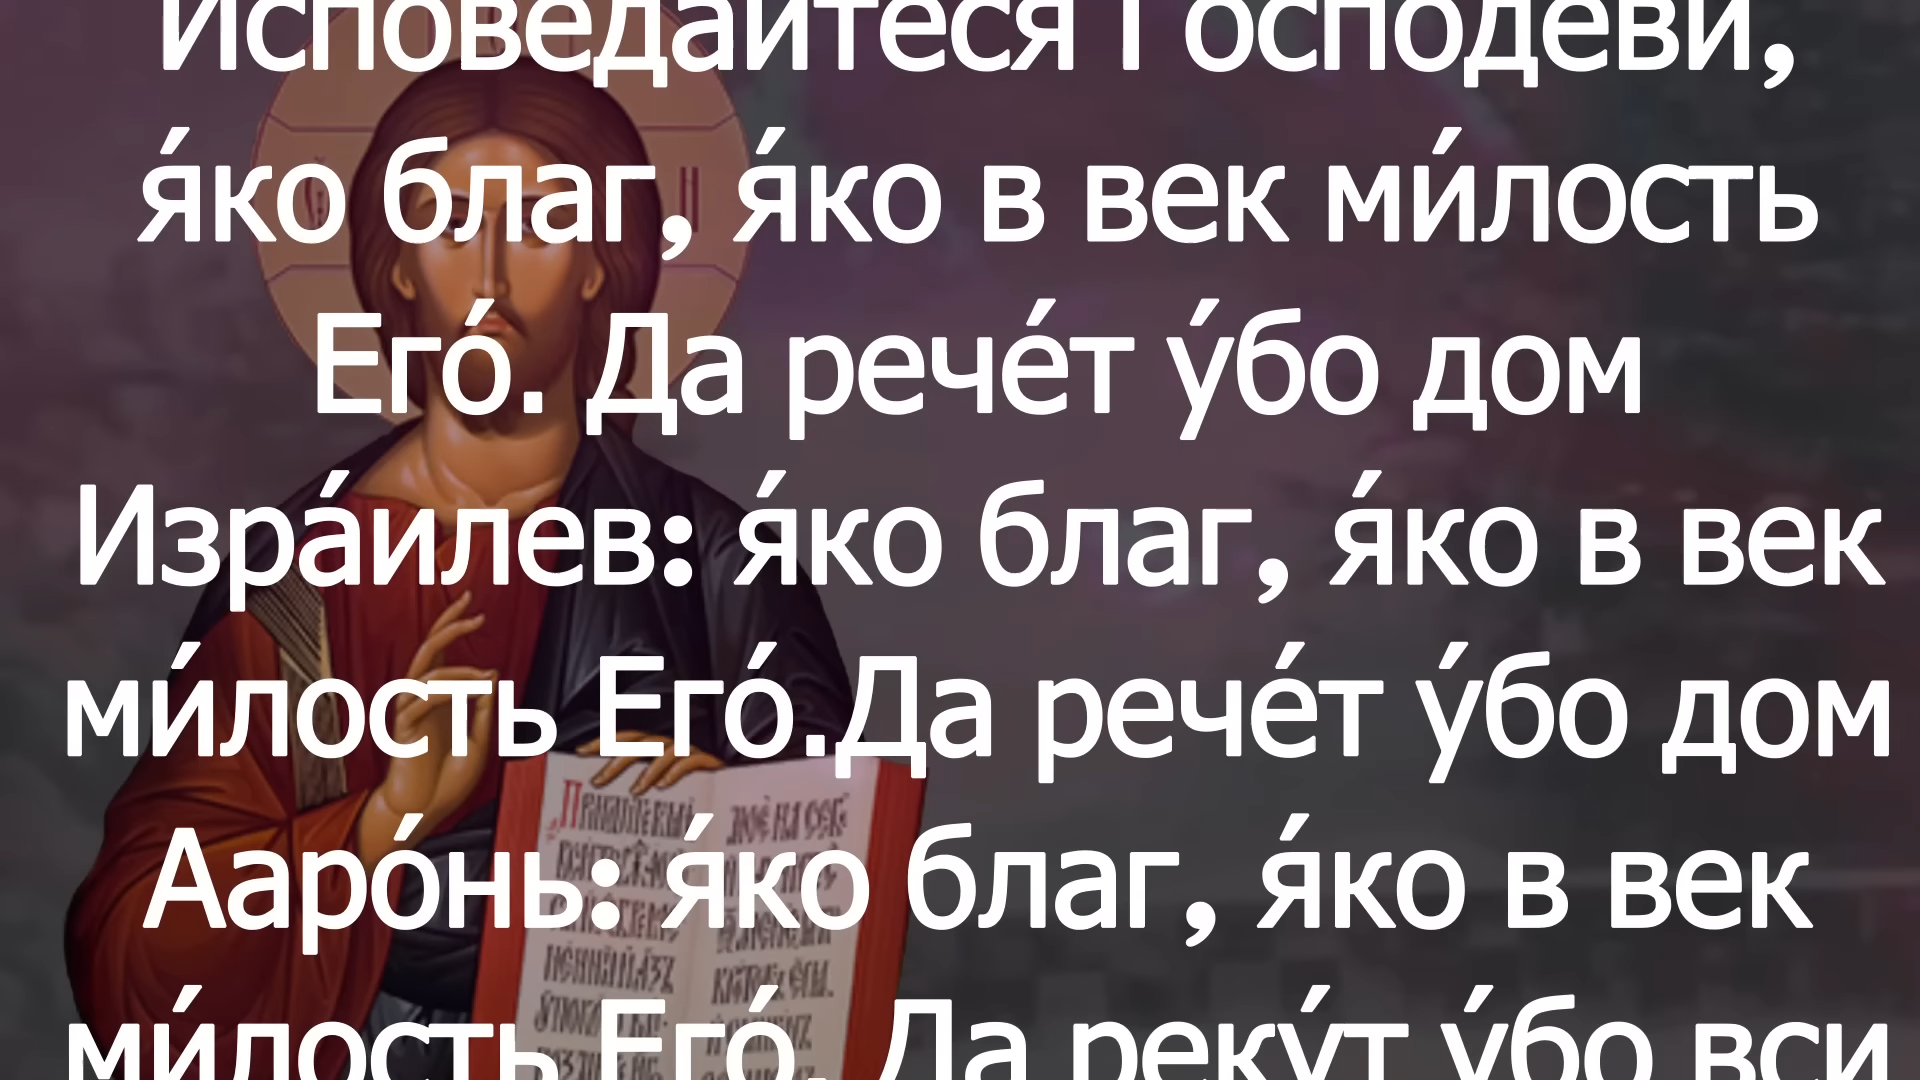 Исповедайтеся Господеви,
я́ко благ, я́ко в век ми́лость
Его́. Да рече́т у́бо дом
Изра́илев: я́ко благ, я́ко в век
ми́лость Его́.Да рече́т у́бо дом
Ааро́нь: я́ко благ, я́ко в век
ми́лость Его́. Да реку́т у́бо вси